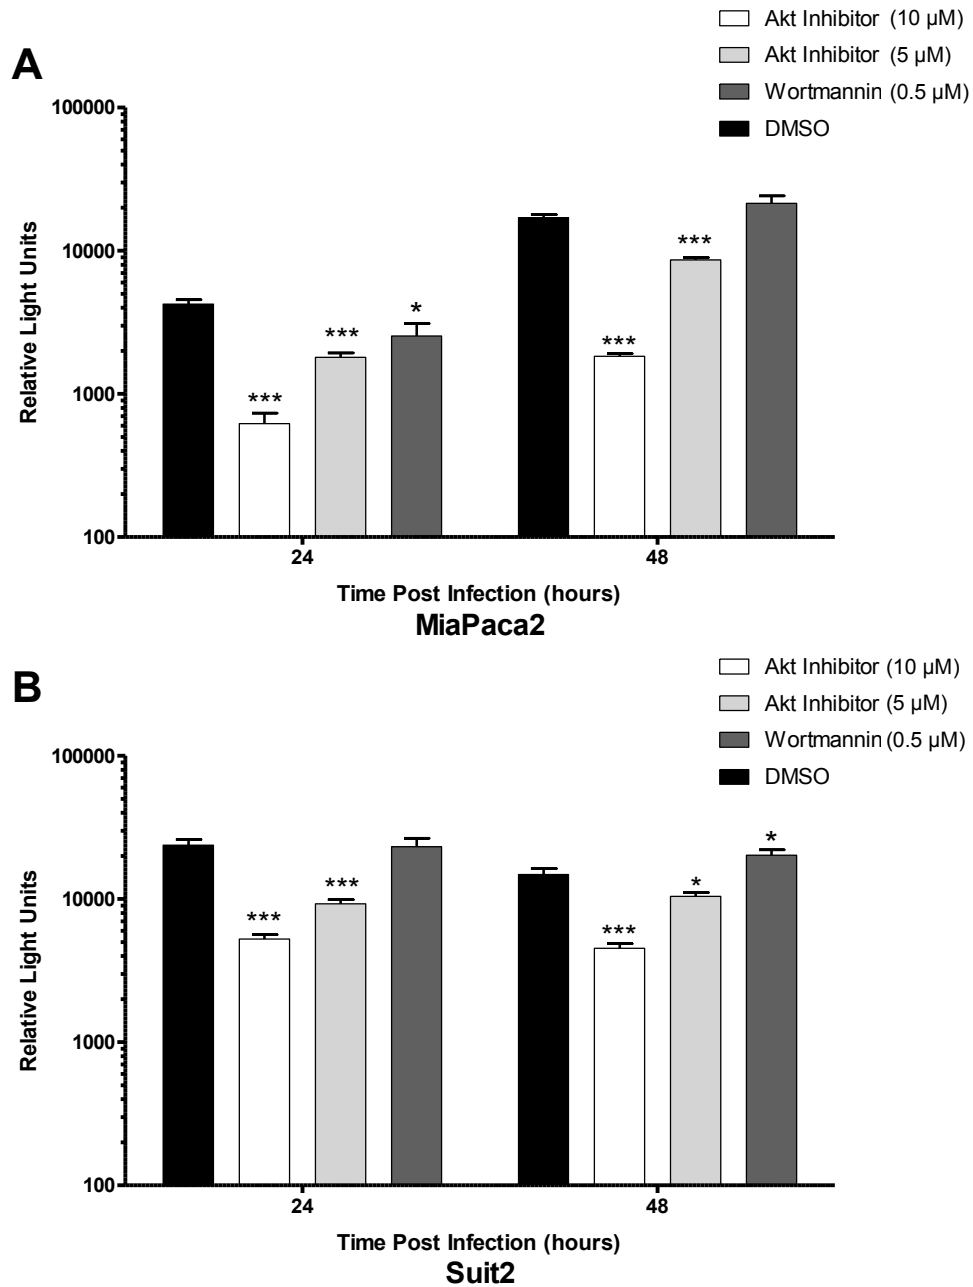 A
Akt Inhibitor (10 µM)
Akt Inhibitor (5 µM)
Wortmannin (0.5 µM)
DMSO
100000
10000
1000
100
Relative Light Units
***
***
*
***
***
24
48
Time Post Infection (hours)
MiaPaca2
B
Akt Inhibitor (10 µM)
Akt Inhibitor (5 µM)
Wortmannin (0.5 µM)
DMSO
100000
10000
1000
100
Relative Light Units
***
***
***
*
*
24
48
Time Post Infection (hours)
Suit2